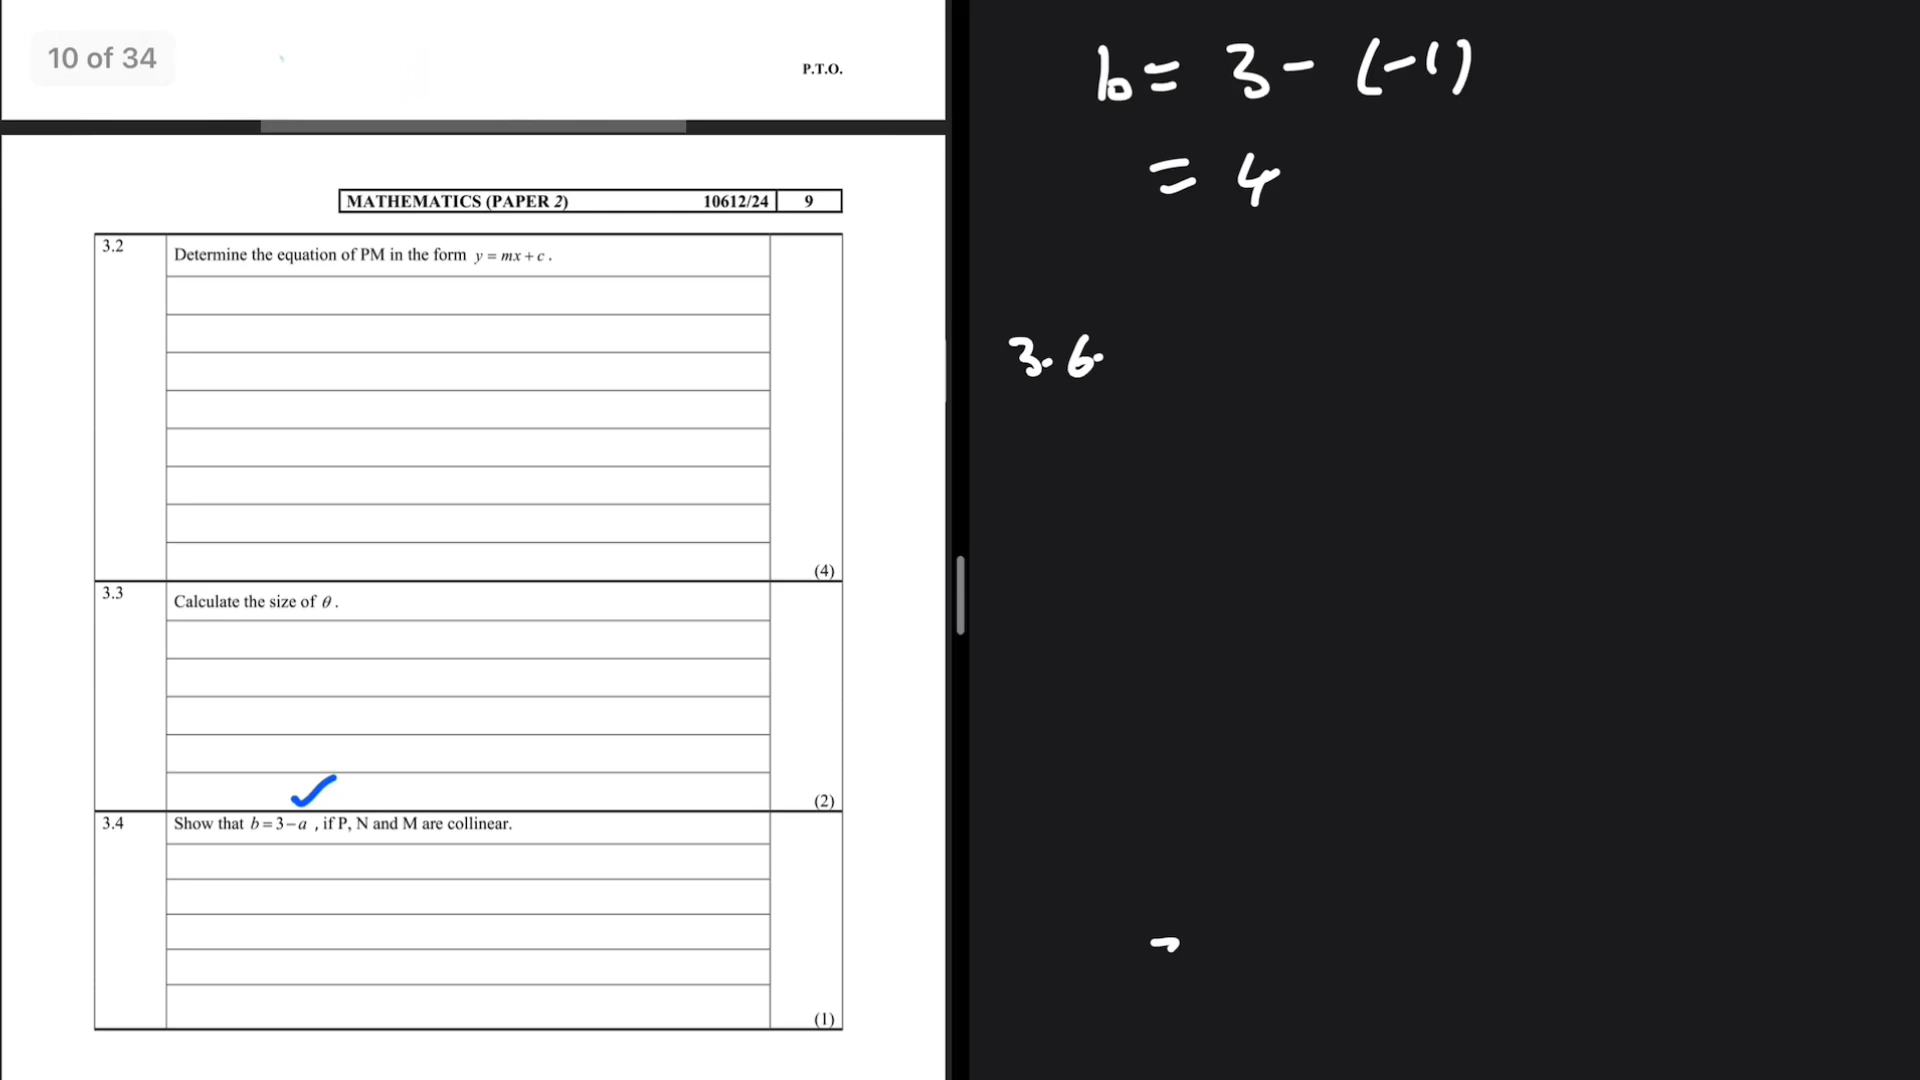 10 of 34
P.T.O.
MATHEMATICS (PAPER 2) 10612/24 9
3.2 Determine the equation of PM in the form y = mx + c .
(4)
3.3 Calculate the size of θ .
(2)
3.4 Show that b = 3 − a , if P, N and M are collinear.
(1)
b = 3 - (-1)
= 4
3.6.